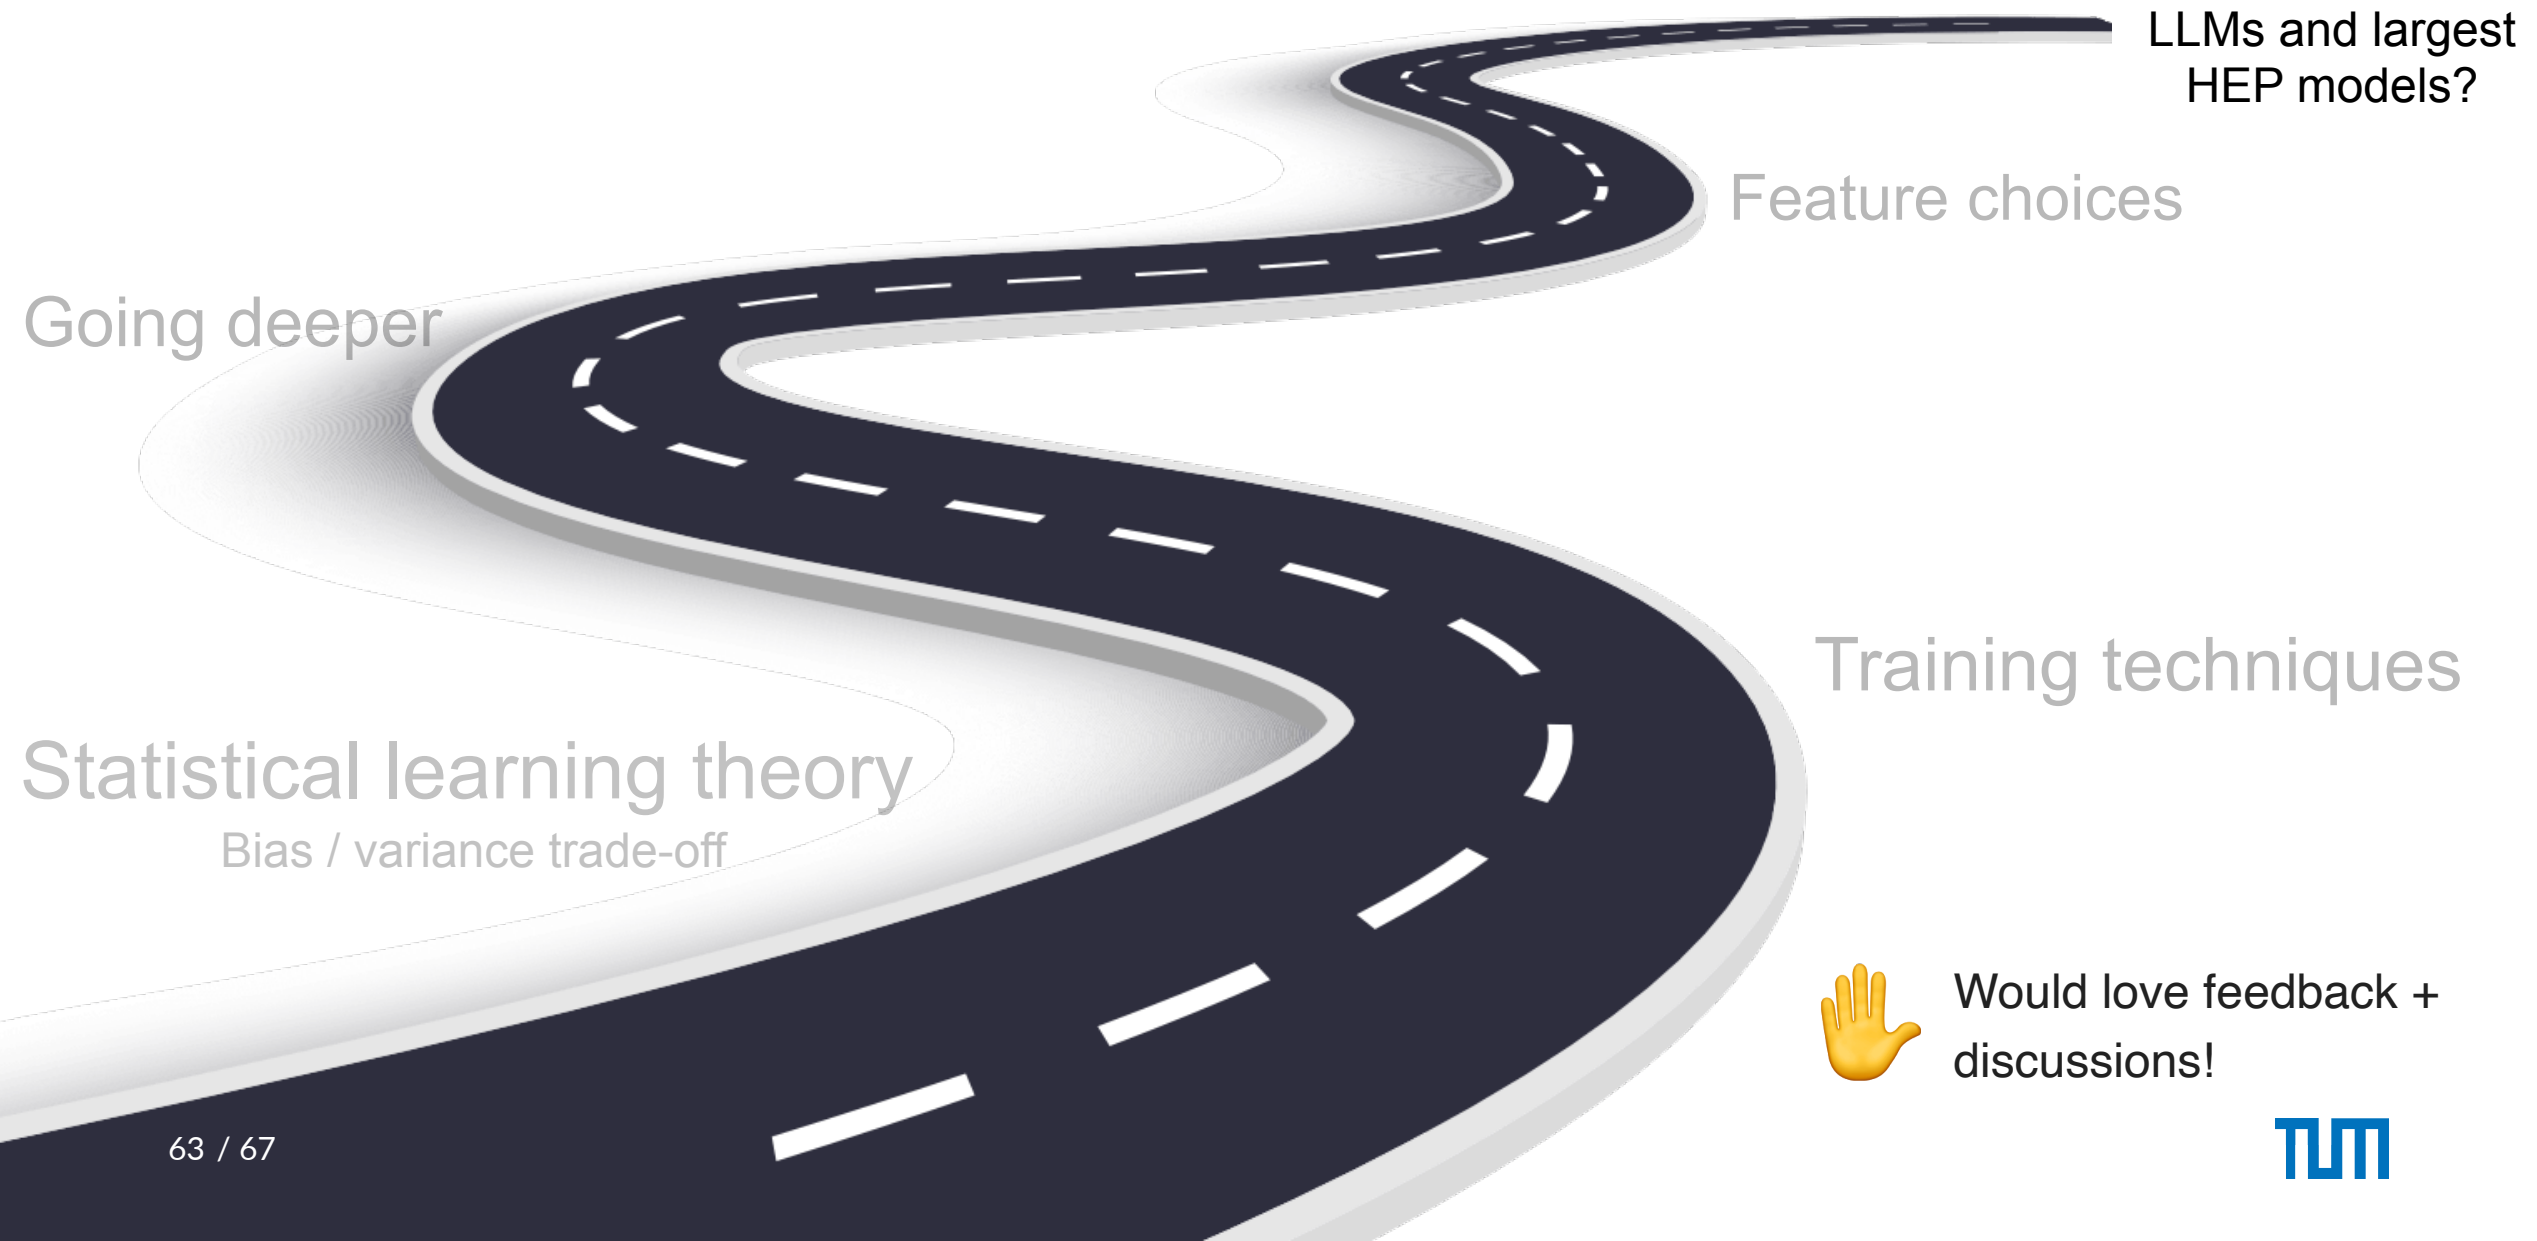 LLMs and largest
HEP models?
Feature choices
Going deeper
Training techniques
Statistical learning theory
Bias / variance trade-off
Would love feedback +
discussions!
63 / 67
TUM